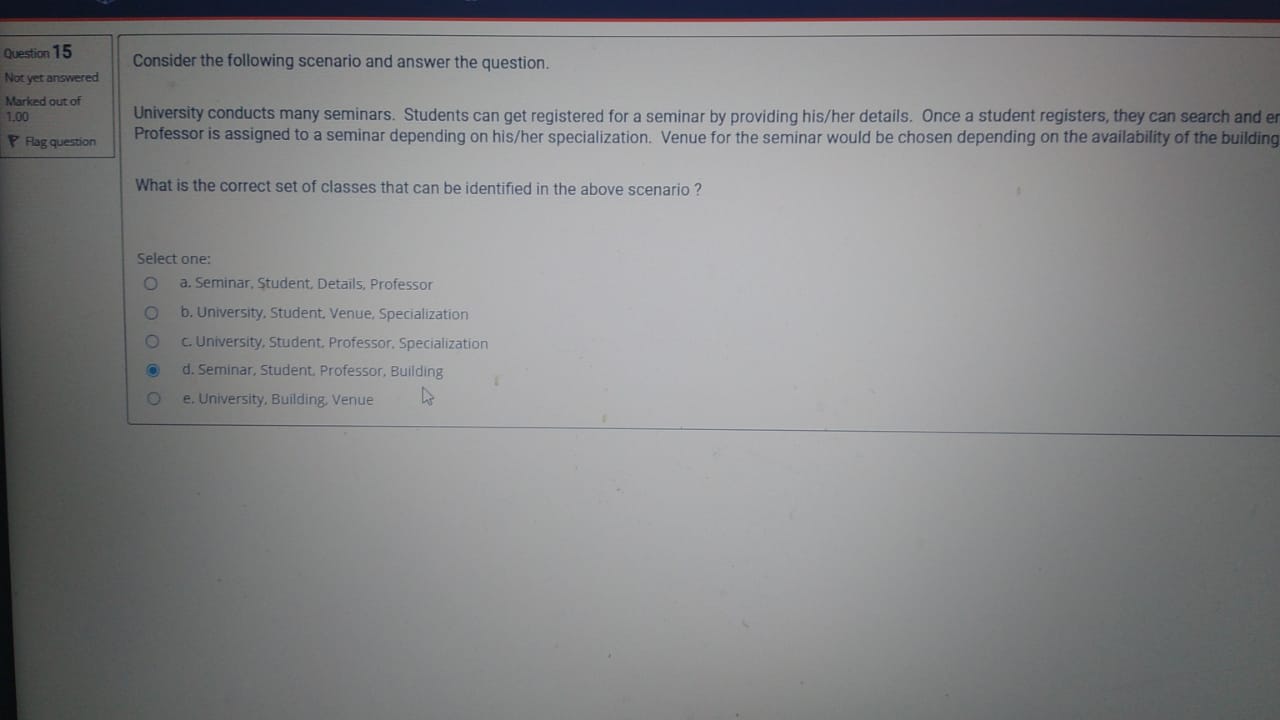 Question 15
Not yet answered
Marked out of
1.00
Flag question
Consider the following scenario and answer the question.
University conducts many seminars. Students can get registered for a seminar by providing his/her details. Once a student registers, they can search and
Professor is assigned to a seminar depending on his/her specialization. Venue for the seminar would be chosen depending on the availability of the building
What is the correct set of classes that can be identified in the above scenario ?
Select one:
a. Seminar, Student, Details, Professor
b. University, Student, Venue, Specialization
c. University, Student, Professor, Specialization
d. Seminar, Student, Professor, Building
e. University, Building, Venue